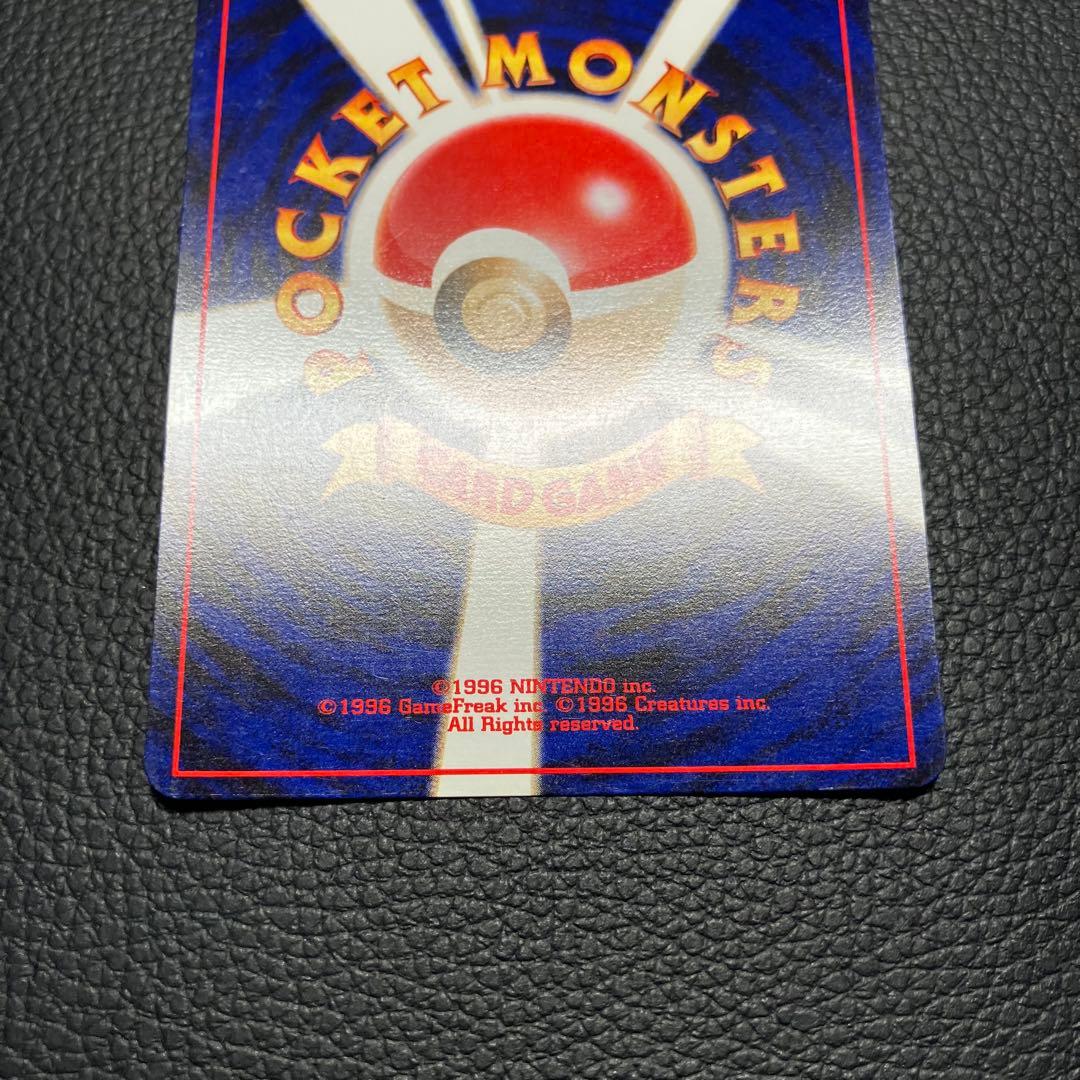 POCKET MONSTERS
CARD GAME
©1996 NINTENDO inc.
©1996 GameFreak inc. ©1996 Creatures inc.
All Rights reserved.